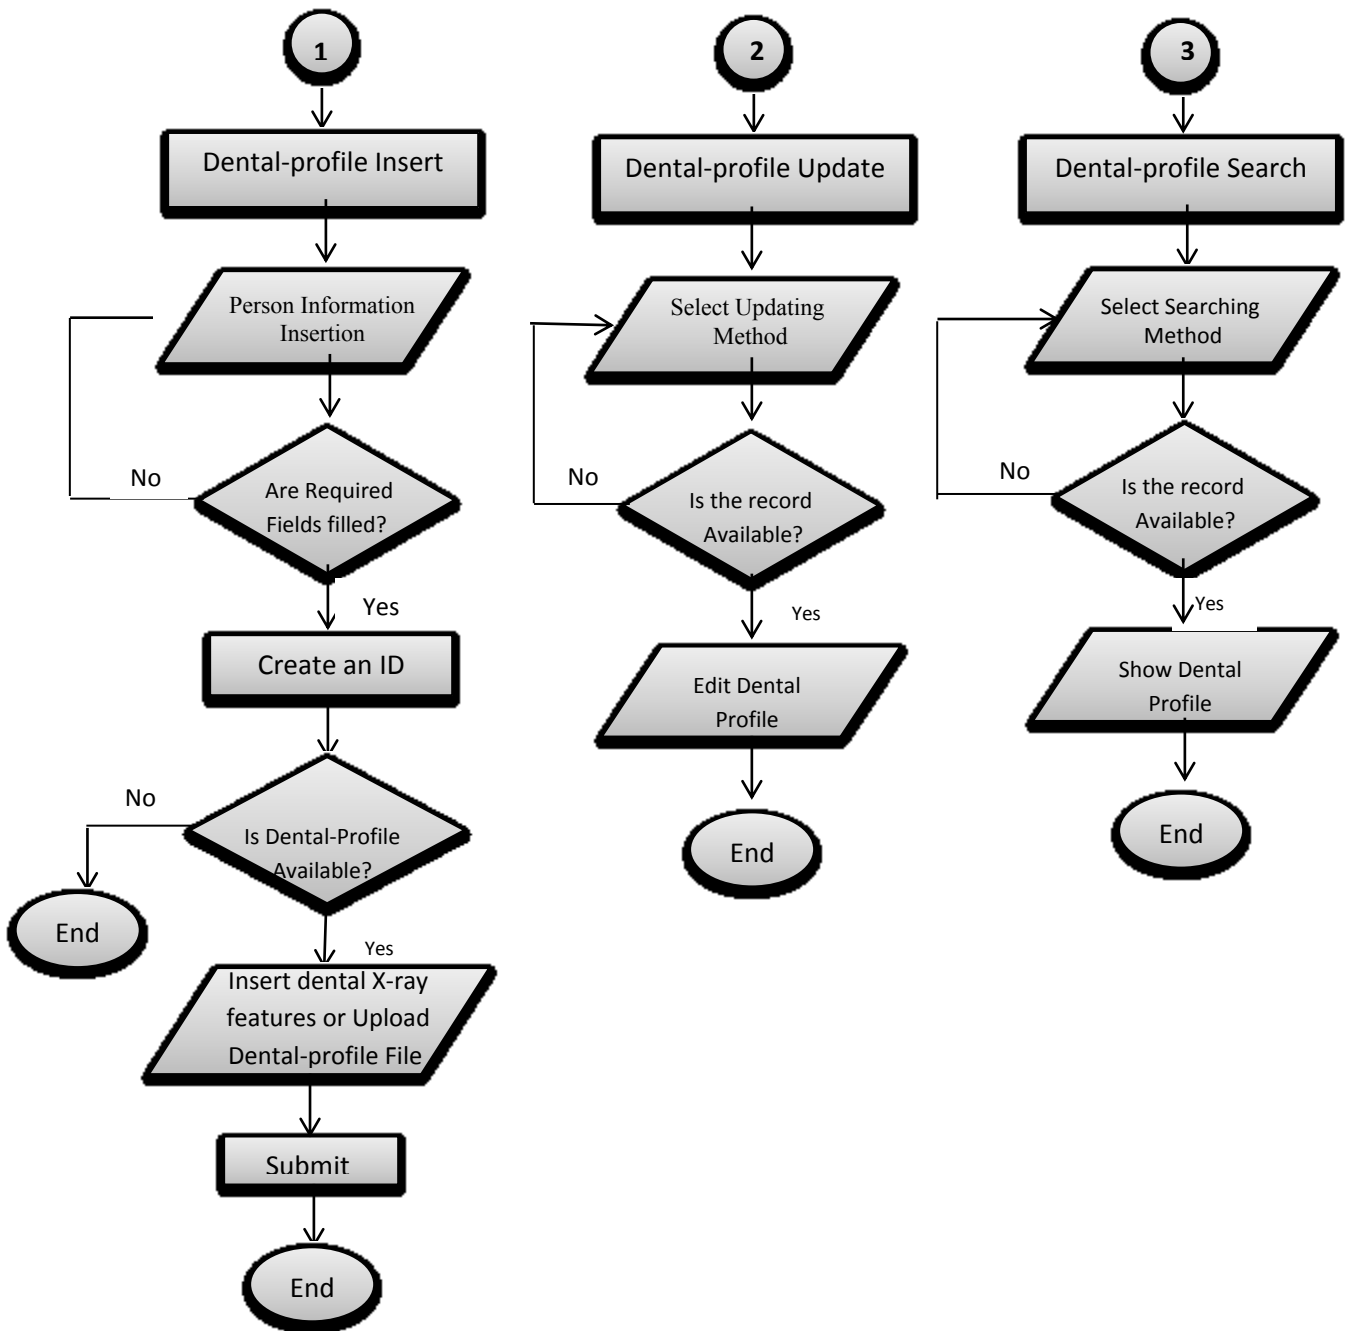 1
Dental-profile Insert
Person Information
Insertion
No
Are Required
Fields filled?
Yes
Create an ID
No
Is Dental-Profile
Available?
End
Yes
Insert dental X-ray
features or Upload
Dental-profile File
Submit
End
2
Dental-profile Update
Select Updating
Method
No
Is the record
Available?
Yes
Edit Dental
Profile
End
3
Dental-profile Search
Select Searching
Method
No
Is the record
Available?
Yes
Show Dental
Profile
End